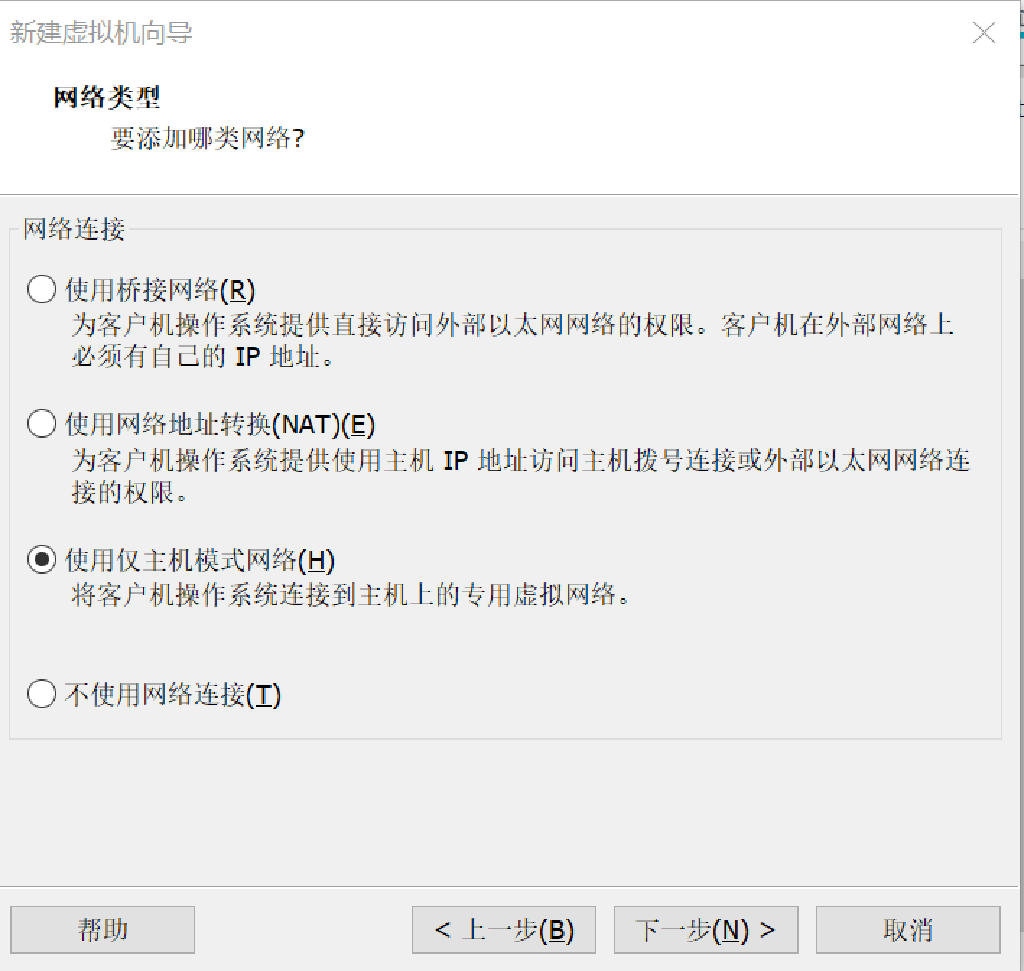 新建虚拟机向导
网络类型
要添加哪类网络?
网络连接
使用桥接网络(R)
为客户机操作系统提供直接访问外部以太网网络的权限。客户机在外部网络上
必须有自己的 IP 地址。
使用网络地址转换(NAT)(E)
为客户机操作系统提供使用主机 IP 地址访问主机拨号连接或外部以太网网络连
接的权限。
使用仅主机模式网络(H)
将客户机操作系统连接到主机上的专用虚拟网络。
不使用网络连接(T)
帮助
< 上一步(B)
下一步(N) >
取消